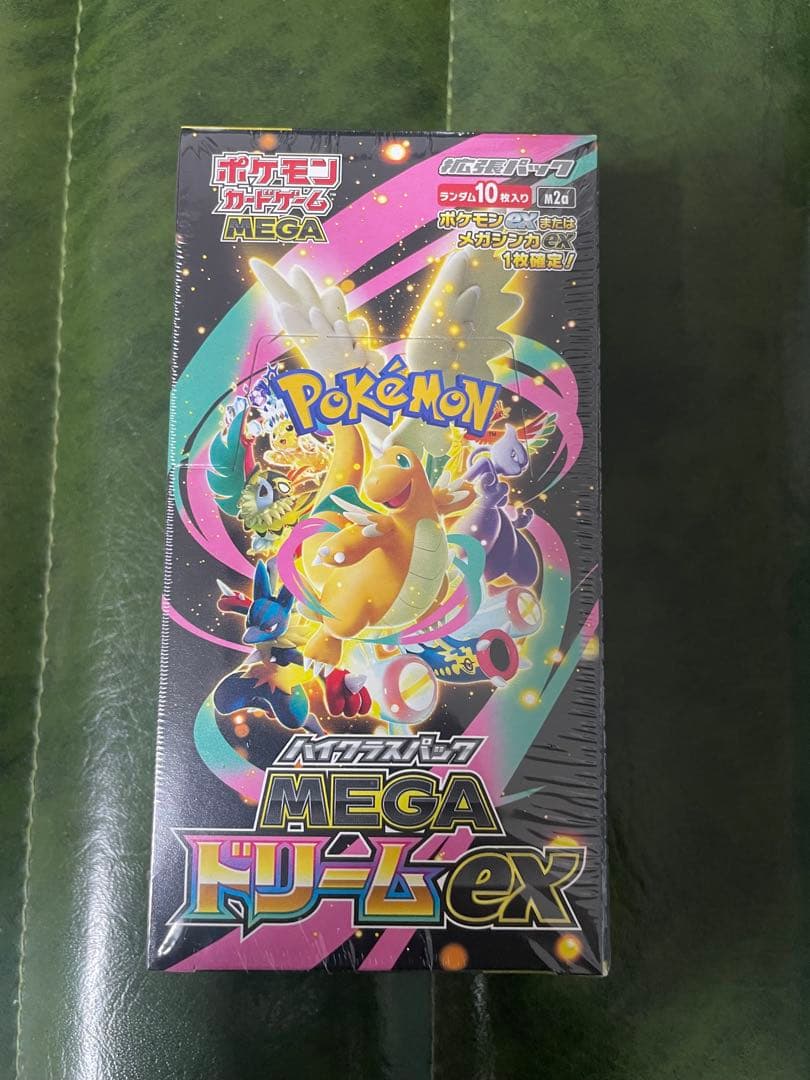 ポケモン
カードゲーム
MEGA
拡張パック
ランダム10枚入り
M2a
ポケモンexまたは
メガシンカex
1枚確定!
POKéMON
TM
ハイクラスパック
MEGA
ドリームex